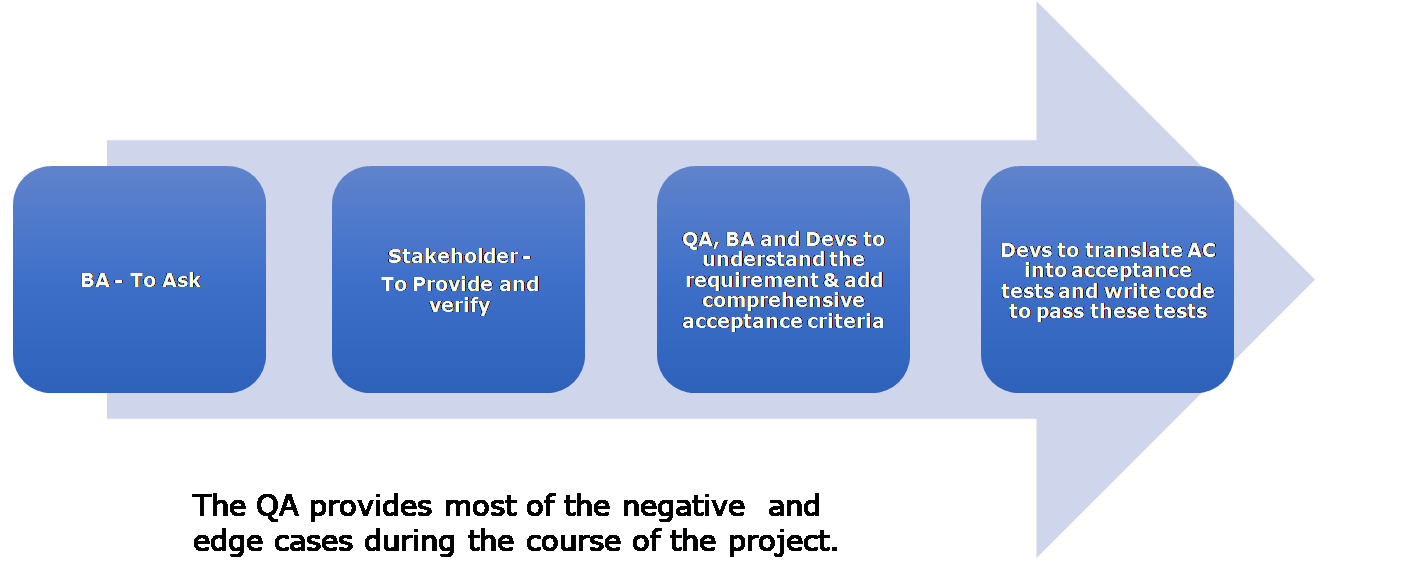 BA - To Ask
Stakeholder -
To Provide and
verify
QA, BA and Devs to
understand the
requirement & add
comprehensive
acceptance criteria
Devs to translate AC
into acceptance
tests and write code
to pass these tests
The QA provides most of the negative and
edge cases during the course of the project.